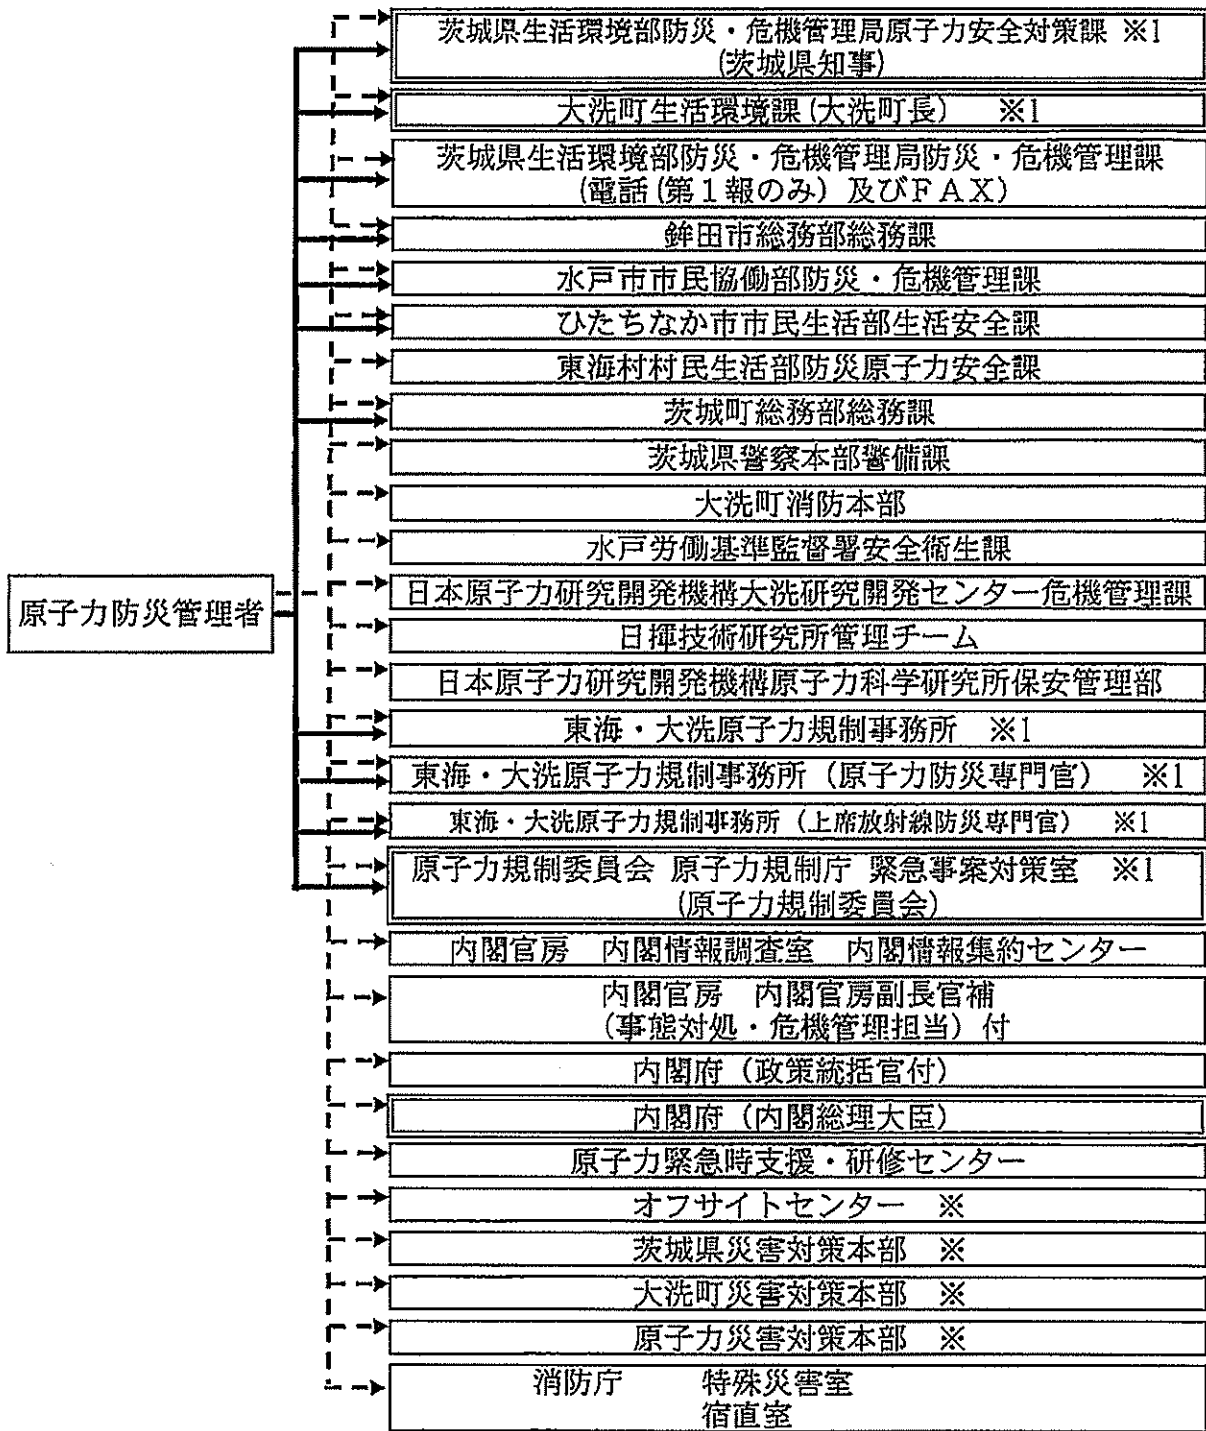 茨城県生活環境部防災・危機管理局原子力安全対策課 ※1
(茨城県知事)
大洗町生活環境課(大洗町長) ※1
茨城県生活環境部防災・危機管理局防災・危機管理課
(電話(第1報のみ)及びFAX)
鉾田市総務部総務課
水戸市市民協働部防災・危機管理課
ひたちなか市市民生活部生活安全課
東海村村民生活部防災原子力安全課
茨城町総務部総務課
茨城県警察本部警備課
大洗町消防本部
水戸労働基準監督署安全衛生課
日本原子力研究開発機構大洗研究開発センター危機管理課
原子力防災管理者
日揮技術研究所管理チーム
日本原子力研究開発機構原子力科学研究所保安管理部
東海・大洗原子力規制事務所 ※1
東海・大洗原子力規制事務所(原子力防災専門官) ※1
東海・大洗原子力規制事務所(上席放射線防災専門官) ※1
原子力規制委員会 原子力規制庁 緊急事案対策室 ※1
(原子力規制委員会)
内閣官房 内閣情報調査室 内閣情報集約センター
内閣官房 内閣官房副長官補
(事態対処・危機管理担当)付
内閣府(政策統括官付)
内閣府(内閣総理大臣)
原子力緊急時支援・研修センター
オフサイトセンター ※
茨城県災害対策本部 ※
大洗町災害対策本部 ※
原子力災害対策本部 ※
消防庁 特殊災害室
宿直室